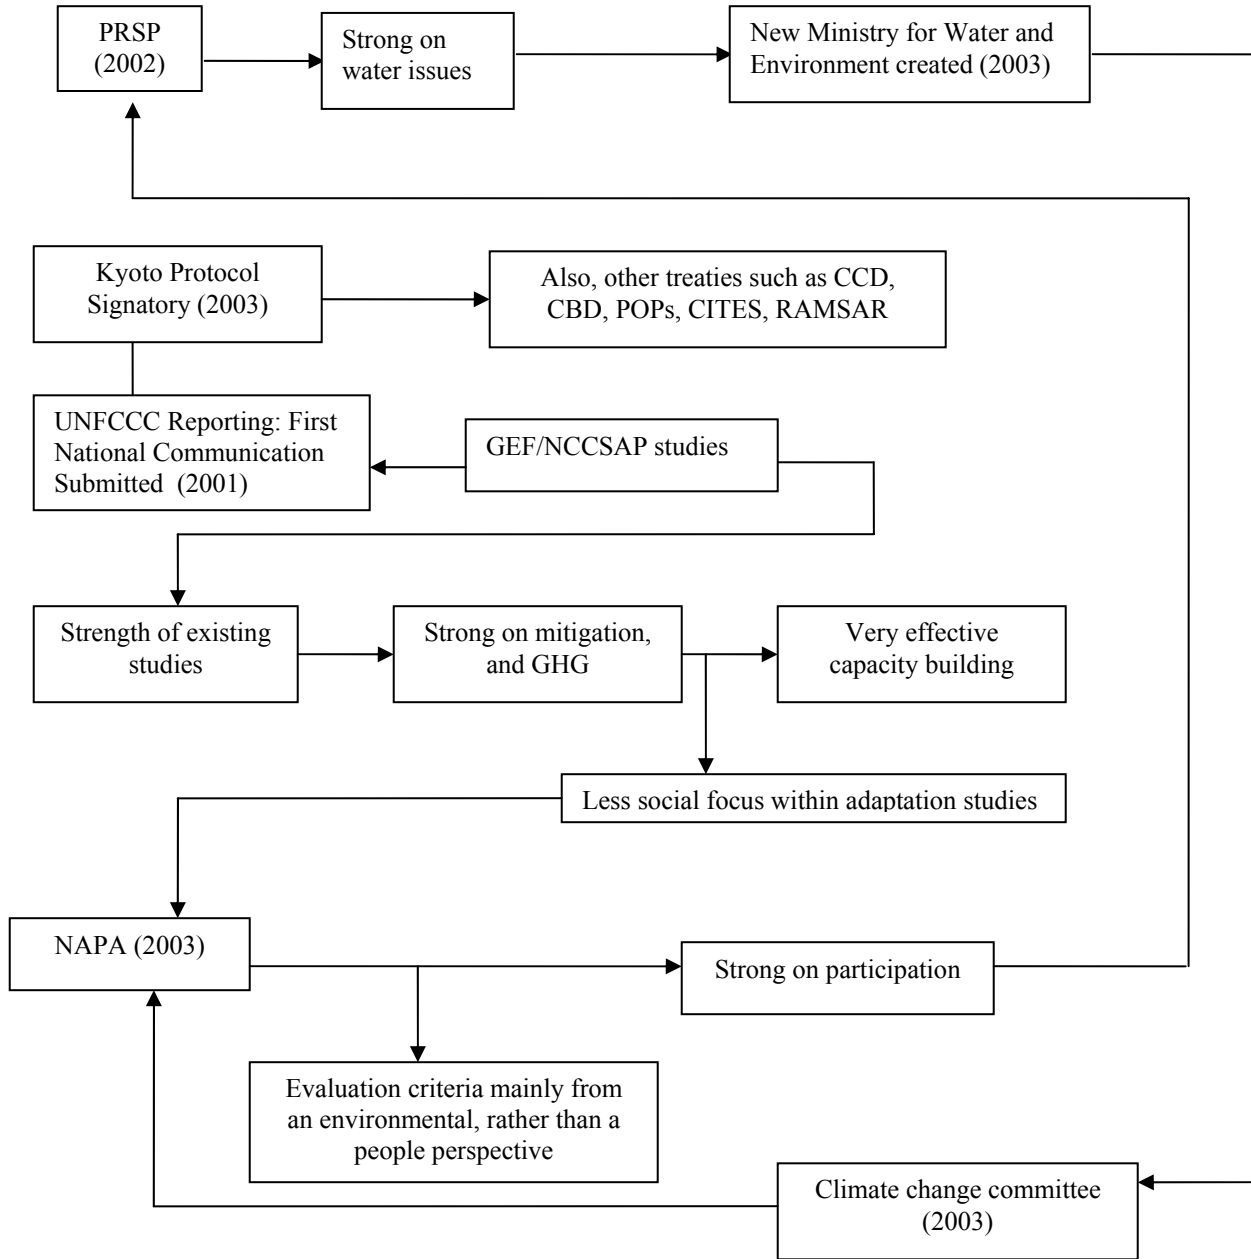 PRSP
(2002)
Strong on
water issues
New Ministry for Water and
Environment created (2003)
Kyoto Protocol
Signatory (2003)
Also, other treaties such as CCD,
CBD, POPs, CITES, RAMSAR
UNFCCC Reporting: First
National Communication
Submitted (2001)
GEF/NCCSAP studies
Strength of existing
studies
Strong on mitigation,
and GHG
Very effective
capacity building
Less social focus within adaptation studies
NAPA (2003)
Strong on participation
Evaluation criteria mainly from
an environmental, rather than a
people perspective
Climate change committee
(2003)